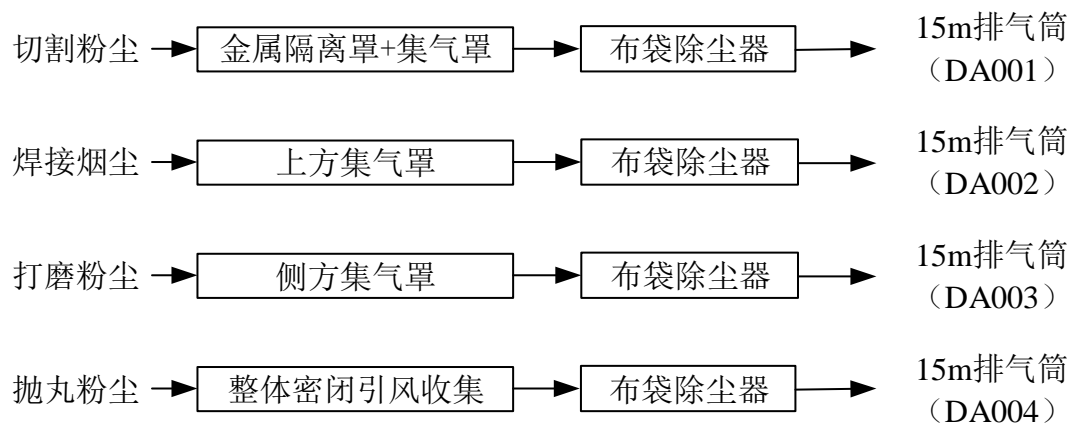 切割粉尘
金属隔离罩+集气罩
布袋除尘器
15m排气筒
（DA001）
焊接烟尘
上方集气罩
布袋除尘器
15m排气筒
（DA002）
打磨粉尘
侧方集气罩
布袋除尘器
15m排气筒
（DA003）
抛丸粉尘
整体密闭引风收集
布袋除尘器
15m排气筒
（DA004）